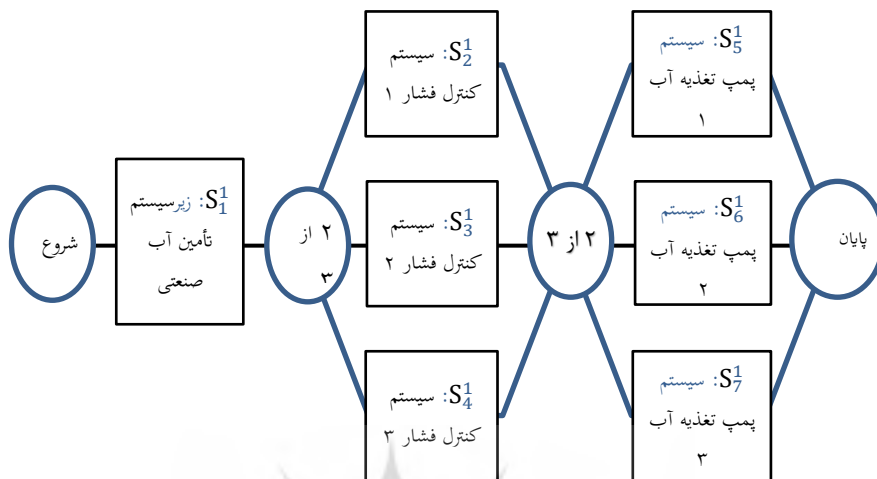 شروع
S₁¹: زیرسیستم
تأمین آب
صنعتی
۲ از
۳
S₂¹: سیستم
کنترل فشار ۱
S₃¹: سیستم
کنترل فشار ۲
S₄¹: سیستم
کنترل فشار ۳
۲ از ۳
S₅¹: سیستم
پمپ تغذیه آب
۱
S₆¹: سیستم
پمپ تغذیه آب
۲
S₇¹: سیستم
پمپ تغذیه آب
۳
پایان